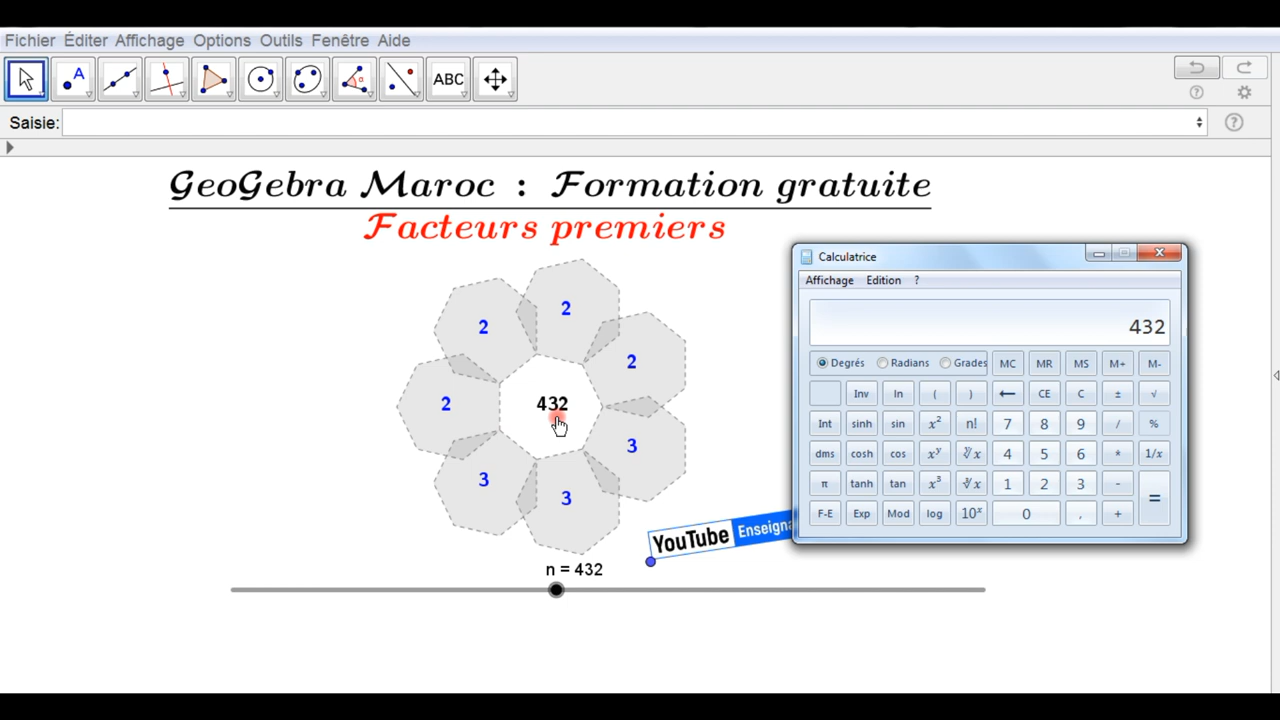 Fichier Éditer Affichage Options Outils Fenêtre Aide
A
ABC
Saisie:
GeoGebra Maroc : Formation gratuite
Facteurs premiers
2
2
2
2
432
3
3
3
n = 432
YouTube Enseigna
Calculatrice
Affichage Edition ?
432
Degrés Radians Grades MC MR MS M+ M-
Inv ln ( ) ← CE C ± √
Int sinh sin x² n! 7 8 9 / %
dms cosh cos xʸ ʸ√x 4 5 6 * 1/x
π tanh tan x³ ³√x 1 2 3 - =
F-E Exp Mod log 10ˣ 0 , +